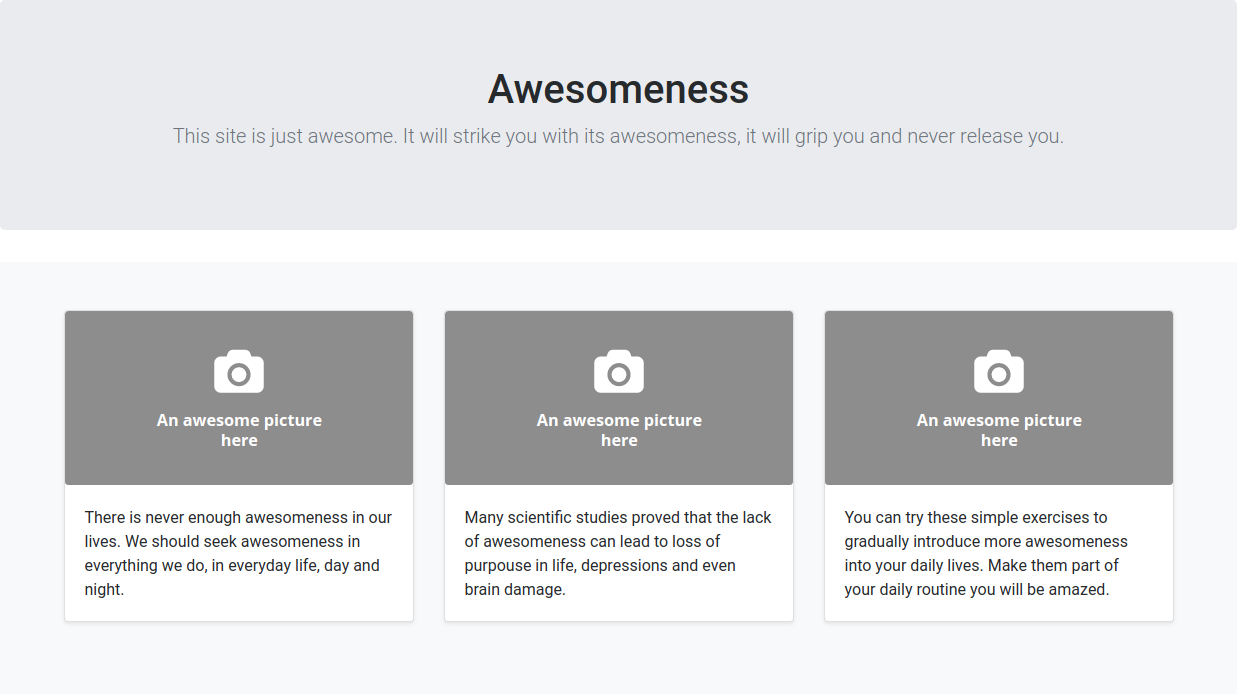 Awesomeness
This site is just awesome. It will strike you with its awesomeness, it will grip you and never release you.
An awesome picture
here
There is never enough awesomeness in our
lives. We should seek awesomeness in
everything we do, in everyday life, day and
night.
An awesome picture
here
Many scientific studies proved that the lack
of awesomeness can lead to loss of
purpouse in life, depressions and even
brain damage.
An awesome picture
here
You can try these simple exercises to
gradually introduce more awesomeness
into your daily lives. Make them part of
your daily routine you will be amazed.